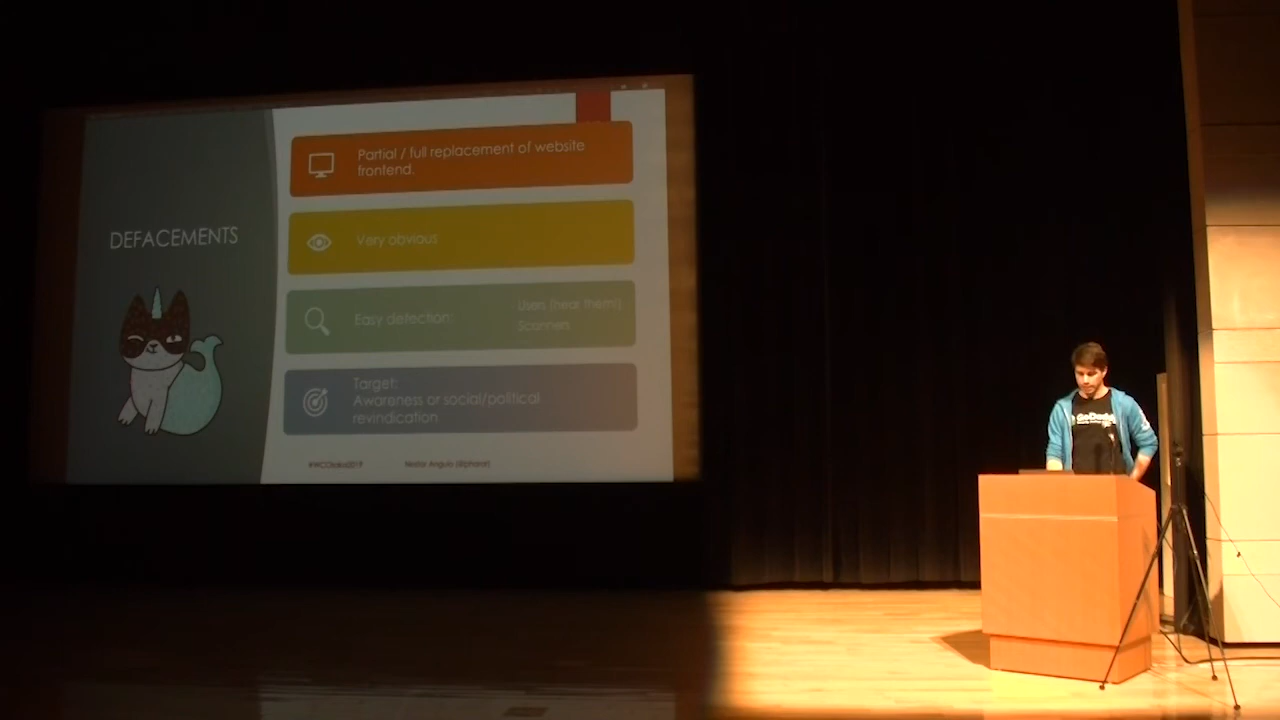 DEFACEMENTS
Partial / full replacement of website
frontend.
Very obvious
Easy detection:
Users (hear them!)
Scanners
Target:
Awareness or social/political
revindication
Nestor Angulo (@pharar)
GoDaddy